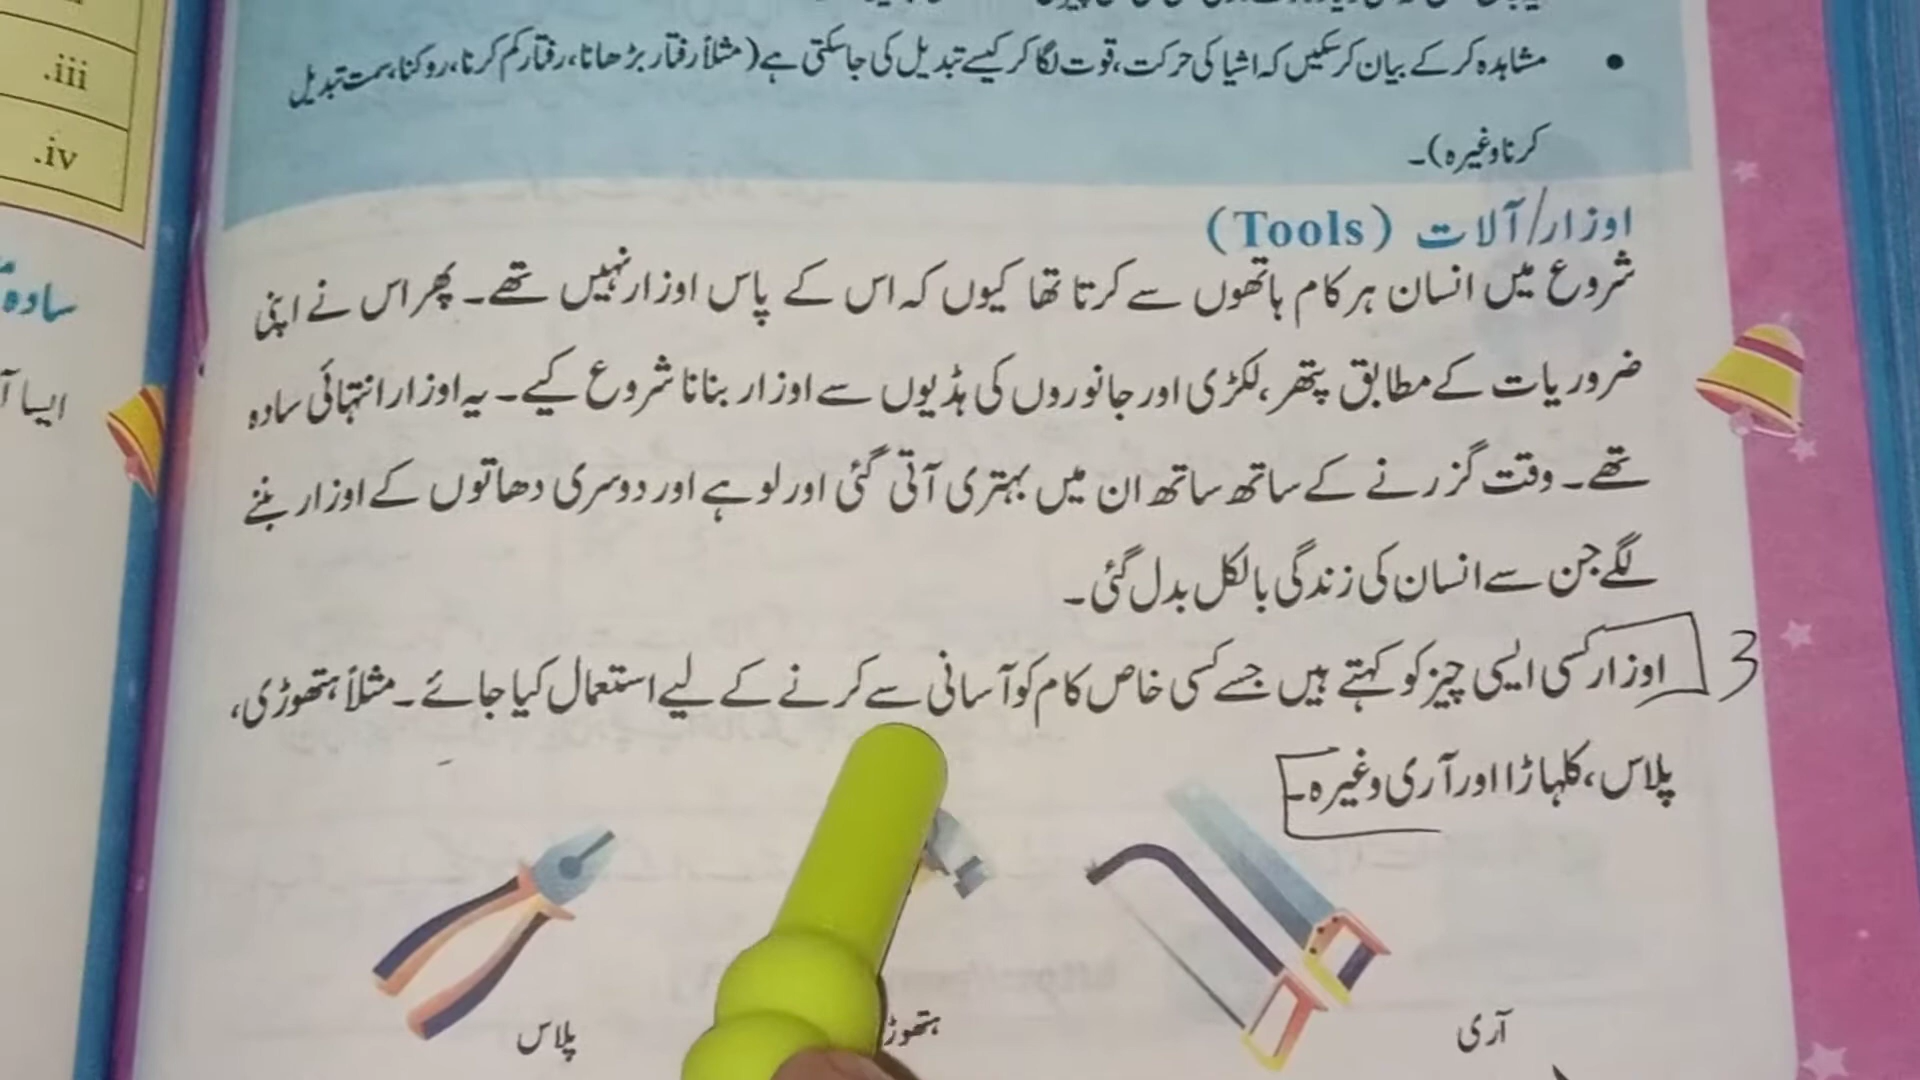 • مشاہدہ کر کے بیان کر سکیں کہ اشیا کی حرکت، قوت لگا کر کیسے تبدیل کی جا سکتی ہے (مثلاً رفتار بڑھانا، رفتار کم کرنا، روکنا، سمت تبدیل
کرنا وغیرہ)۔
اوزار/آلات (Tools)
شروع میں انسان ہر کام ہاتھوں سے کرتا تھا کیوں کہ اس کے پاس اوزار نہیں تھے۔ پھر اس نے اپنی
ضروریات کے مطابق پتھر، لکڑی اور جانوروں کی ہڈیوں سے اوزار بنانا شروع کیے۔ یہ اوزار انتہائی سادہ
تھے۔ وقت گزرنے کے ساتھ ساتھ ان میں بہتری آتی گئی اور لوہے اور دوسری دھاتوں کے اوزار بننے
لگے جن سے انسان کی زندگی بالکل بدل گئی۔
3 اوزار کسی ایسی چیز کو کہتے ہیں جسے کسی خاص کام کو آسانی سے کرنے کے لیے استعمال کیا جائے۔ مثلاً ہتھوڑی،
پلاس، کلہاڑا اور آری وغیرہ۔
آری
پلاس
.iii
.iv
سادہ
ایسا